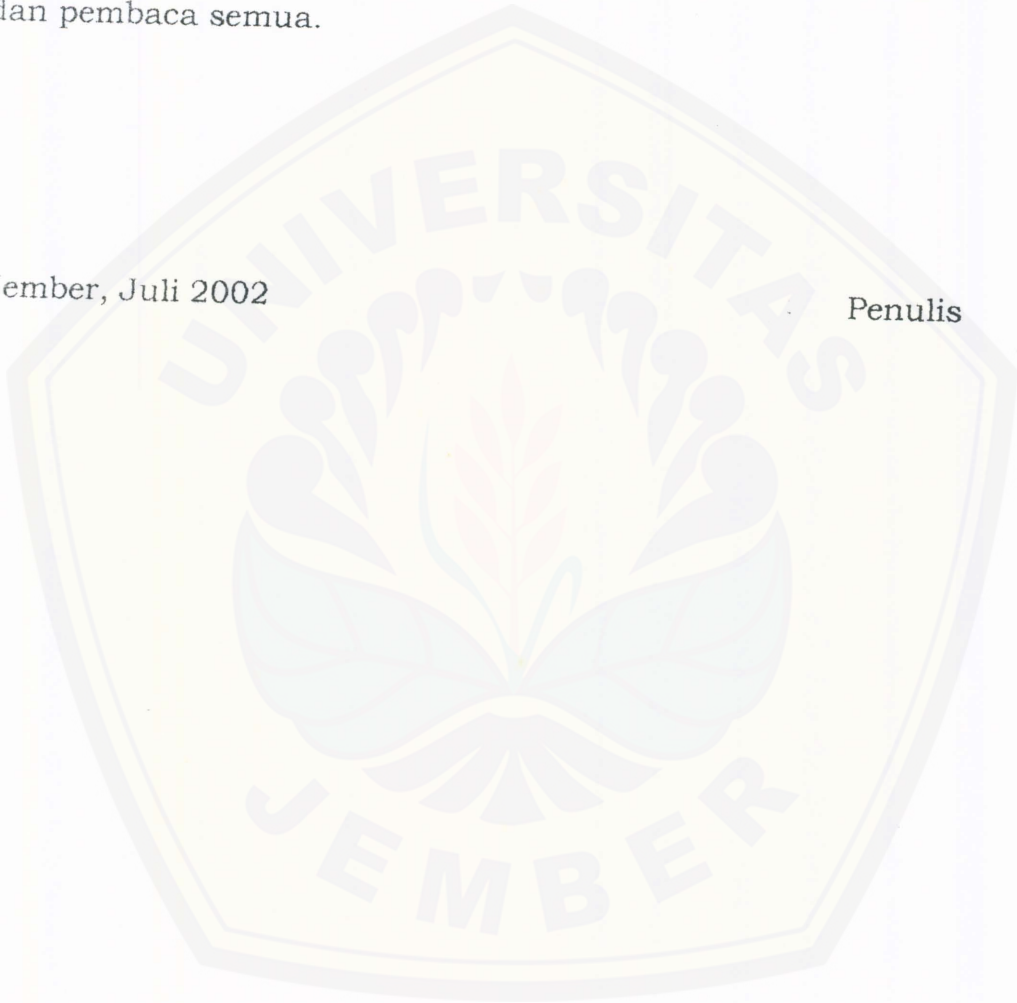 dan pembaca semua.
ember, Juli 2002
Penulis
UNIVERSITAS
JEMBER